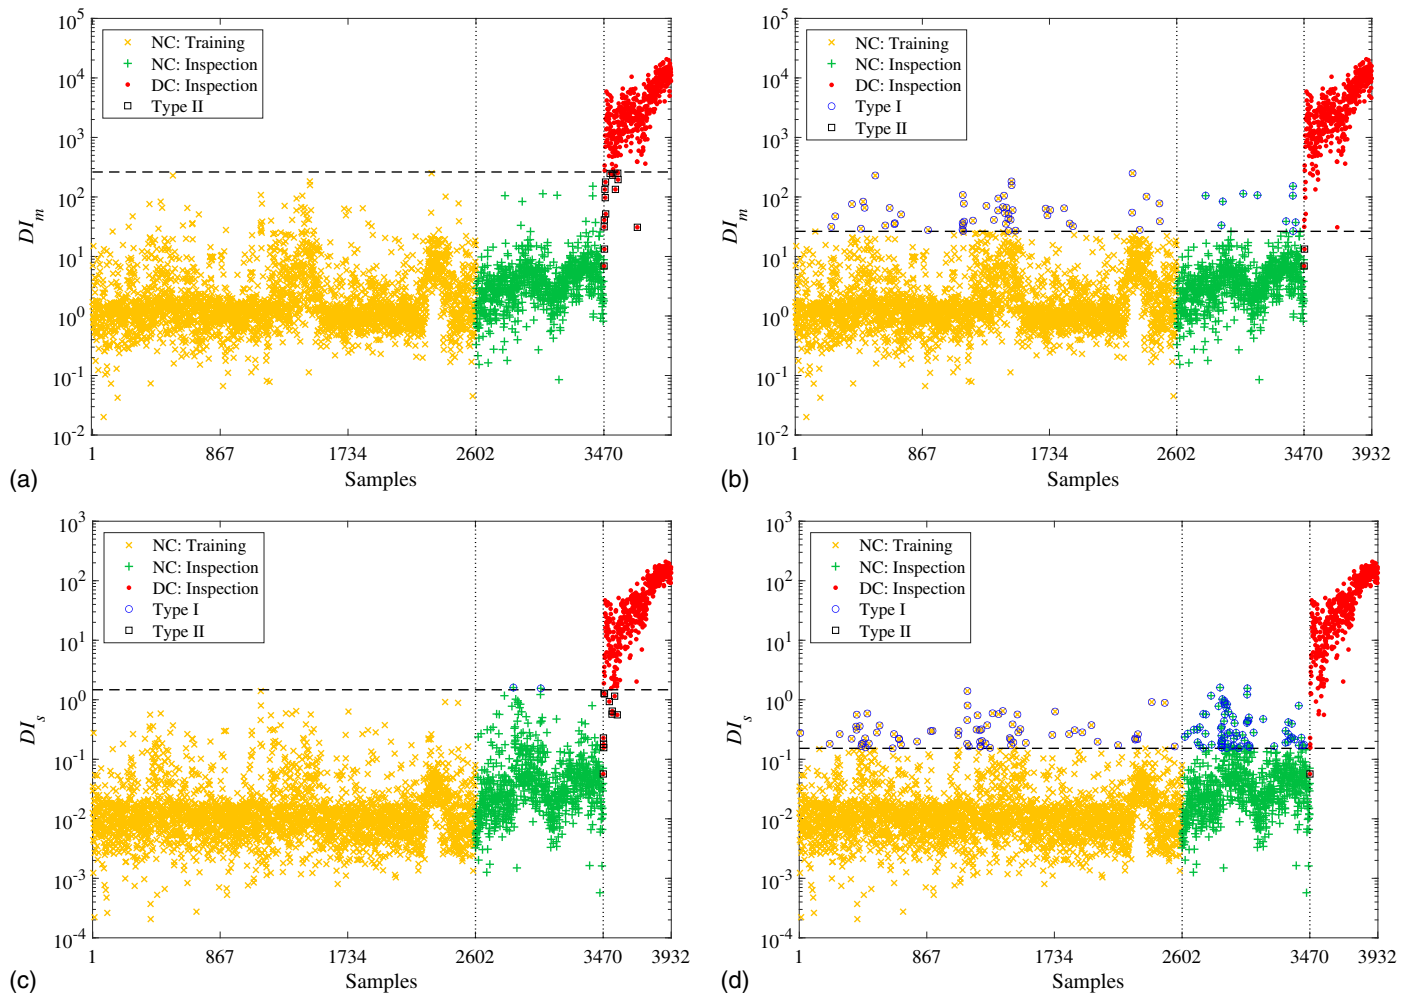 10^5
10^4
10^3
10^2
10^1
10^0
10^-1
10^-2
DI_m
NC: Training
NC: Inspection
DC: Inspection
Type II
1 867 1734 2602 3470 3932
Samples
(a)
10^5
10^4
10^3
10^2
10^1
10^0
10^-1
10^-2
DI_m
NC: Training
NC: Inspection
DC: Inspection
Type I
Type II
1 867 1734 2602 3470 3932
Samples
(b)
10^3
10^2
10^1
10^0
10^-1
10^-2
10^-3
10^-4
DI_s
NC: Training
NC: Inspection
DC: Inspection
Type I
Type II
1 867 1734 2602 3470 3932
Samples
(c)
10^3
10^2
10^1
10^0
10^-1
10^-2
10^-3
10^-4
DI_s
NC: Training
NC: Inspection
DC: Inspection
Type I
Type II
1 867 1734 2602 3470 3932
Samples
(d)